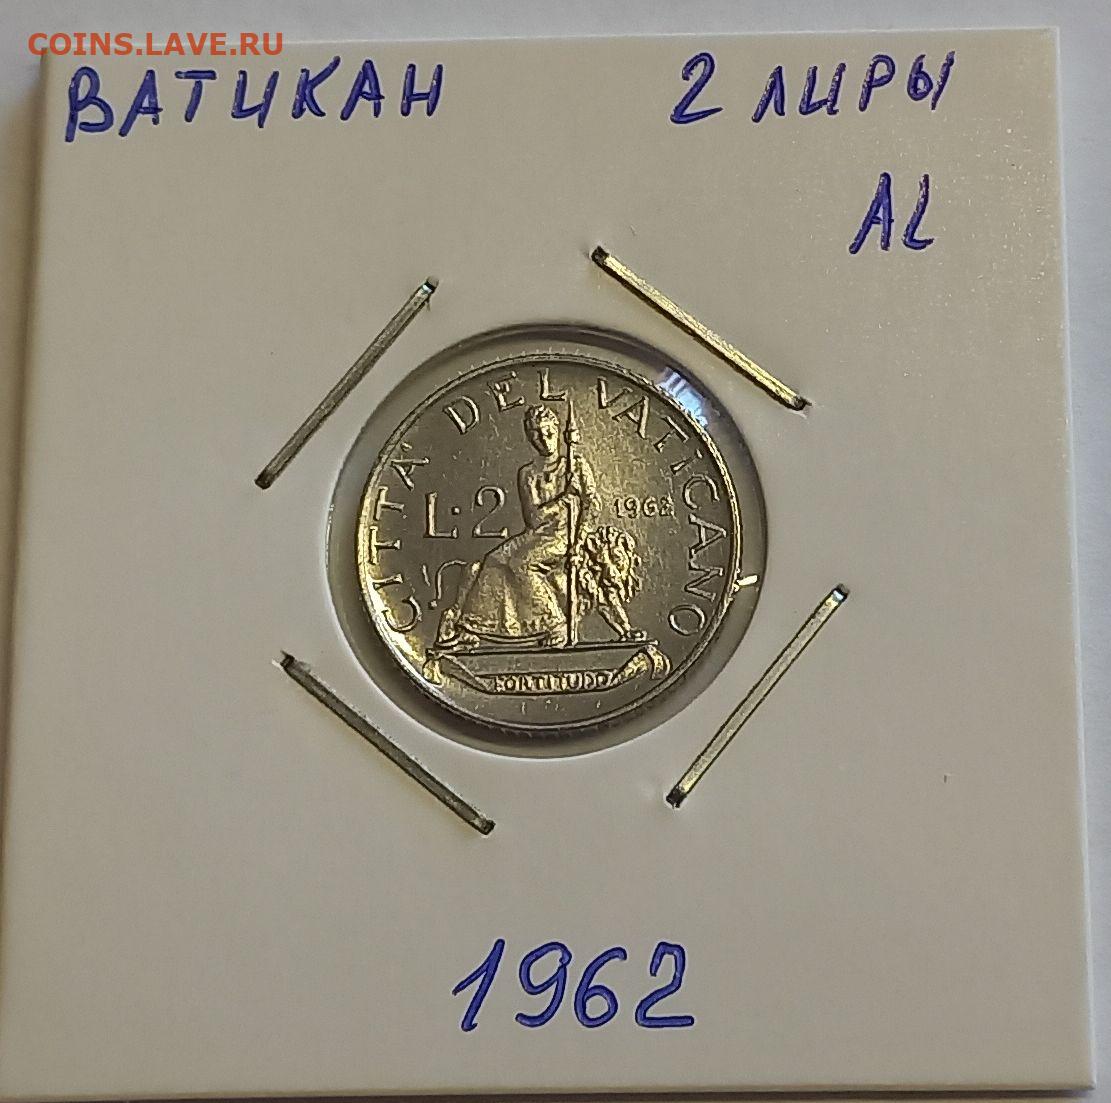 COINS.LAVE.RU
ВАТИКАН 2 ЛИРЫ
AL
CITTA' DEL VATICANO
L·2 1962
FORTITUDO
1962